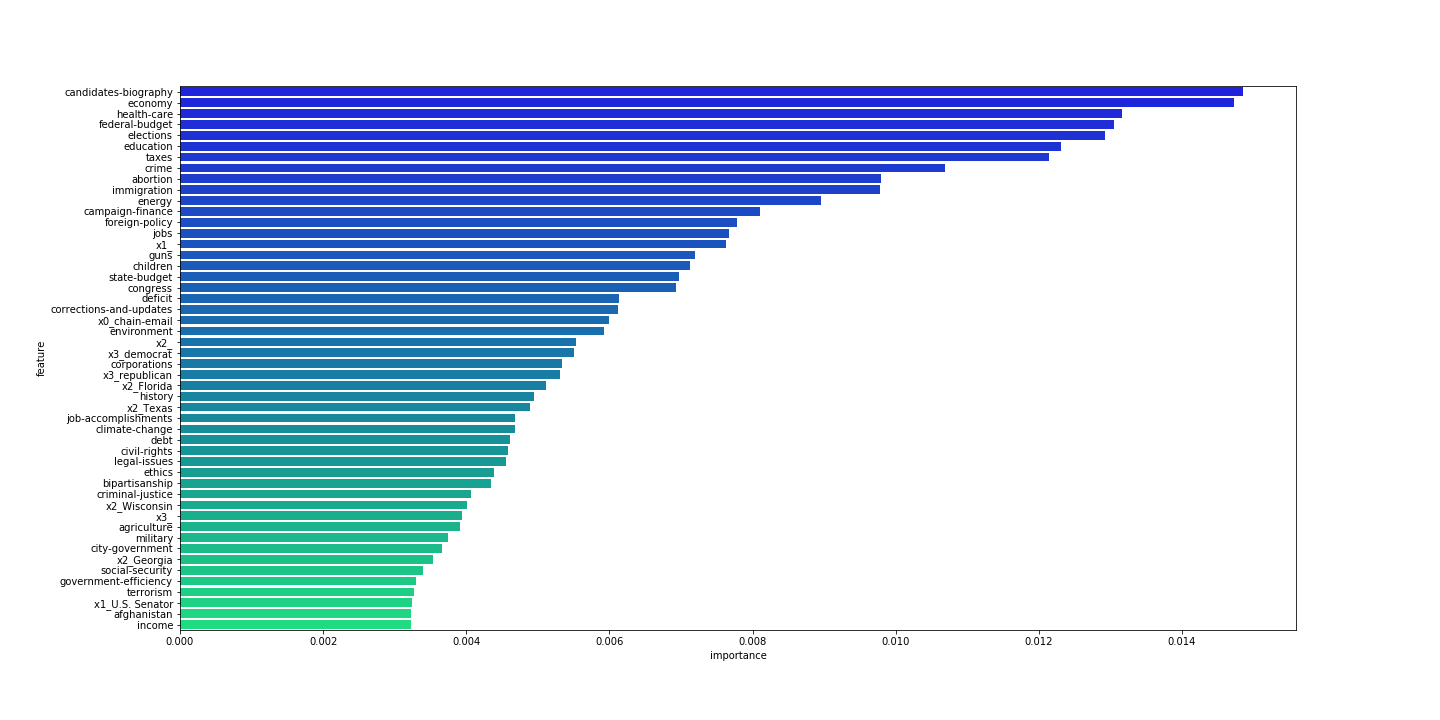 candidates-biography
economy
health-care
federal-budget
elections
education
taxes
crime
abortion
immigration
energy
campaign-finance
foreign-policy
jobs
x1_
guns
children
state-budget
congress
deficit
corrections-and-updates
x0_chain-email
environment
x2_
x3_democrat
corporations
x3_republican
x2_Florida
history
x2_Texas
job-accomplishments
climate-change
debt
civil-rights
legal-issues
ethics
bipartisanship
criminal-justice
x2_Wisconsin
x3_
agriculture
military
city-government
x2_Georgia
social-security
government-efficiency
terrorism
x1_U.S. Senator
afghanistan
income
feature
0.000 0.002 0.004 0.006 0.008 0.010 0.012 0.014
importance